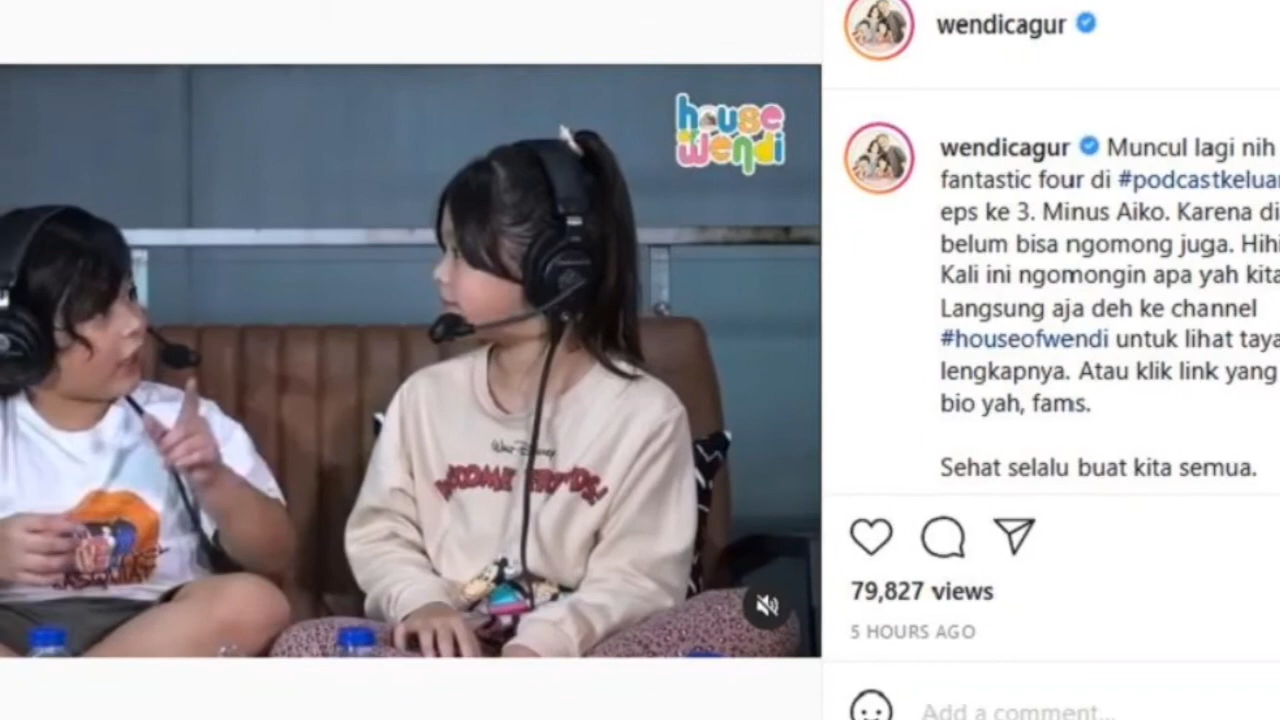 wendicagur
house
of
wendi
wendicagur Muncul lagi nih
fantastic four di #podcastkeluar
eps ke 3. Minus Aiko. Karena di
belum bisa ngomong juga. Hihi
Kali ini ngomongin apa yah kita
Langsung aja deh ke channel
#houseofwendi untuk lihat taya
lengkapnya. Atau klik link yang
bio yah, fams.
Sehat selalu buat kita semua.
Walt Disney
79,827 views
5 HOURS AGO
Add a comment...